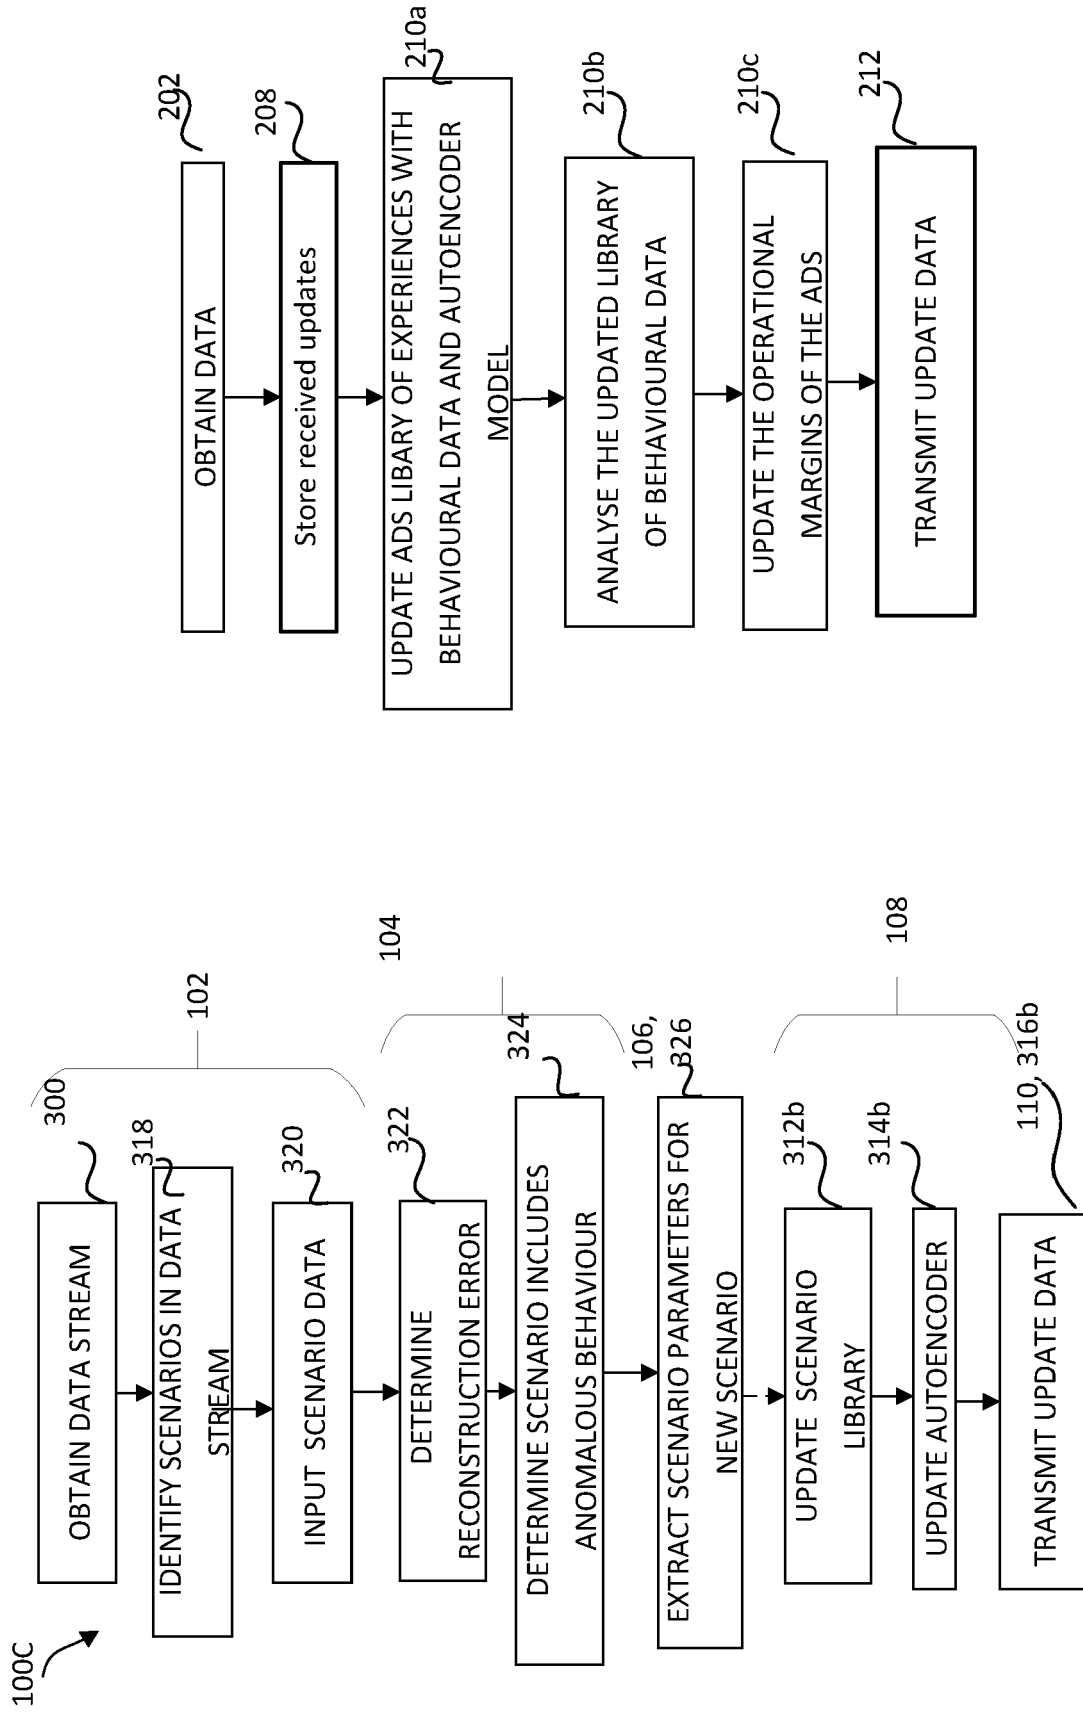 100C
300
OBTAIN DATA STREAM
318
IDENTIFY SCENARIOS IN DATA
STREAM
320
INPUT SCENARIO DATA
102
322
DETERMINE
RECONSTRUCTION ERROR
324
DETERMINE SCENARIO INCLUDES
ANOMALOUS BEHAVIOUR
104
106,
326
EXTRACT SCENARIO PARAMETERS FOR
NEW SCENARIO
312b
UPDATE SCENARIO
LIBRARY
314b
UPDATE AUTOENCODER
108
110, 316b
TRANSMIT UPDATE DATA
202
OBTAIN DATA
208
Store received updates
210a
UPDATE ADS LIBARY OF EXPERIENCES WITH
BEHAVIOURAL DATA AND AUTOENCODER
MODEL
210b
ANALYSE THE UPDATED LIBRARY
OF BEHAVIOURAL DATA
210c
UPDATE THE OPERATIONAL
MARGINS OF THE ADS
212
TRANSMIT UPDATE DATA